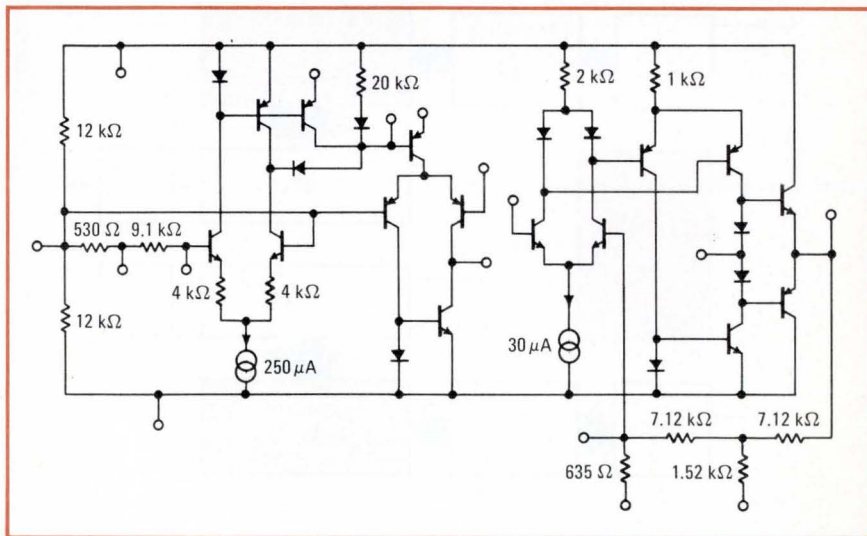 20 kΩ
2 kΩ
1 kΩ
12 kΩ
530 Ω
9.1 kΩ
4 kΩ
4 kΩ
12 kΩ
250 μA
30 μA
7.12 kΩ
7.12 kΩ
635 Ω
1.52 kΩ